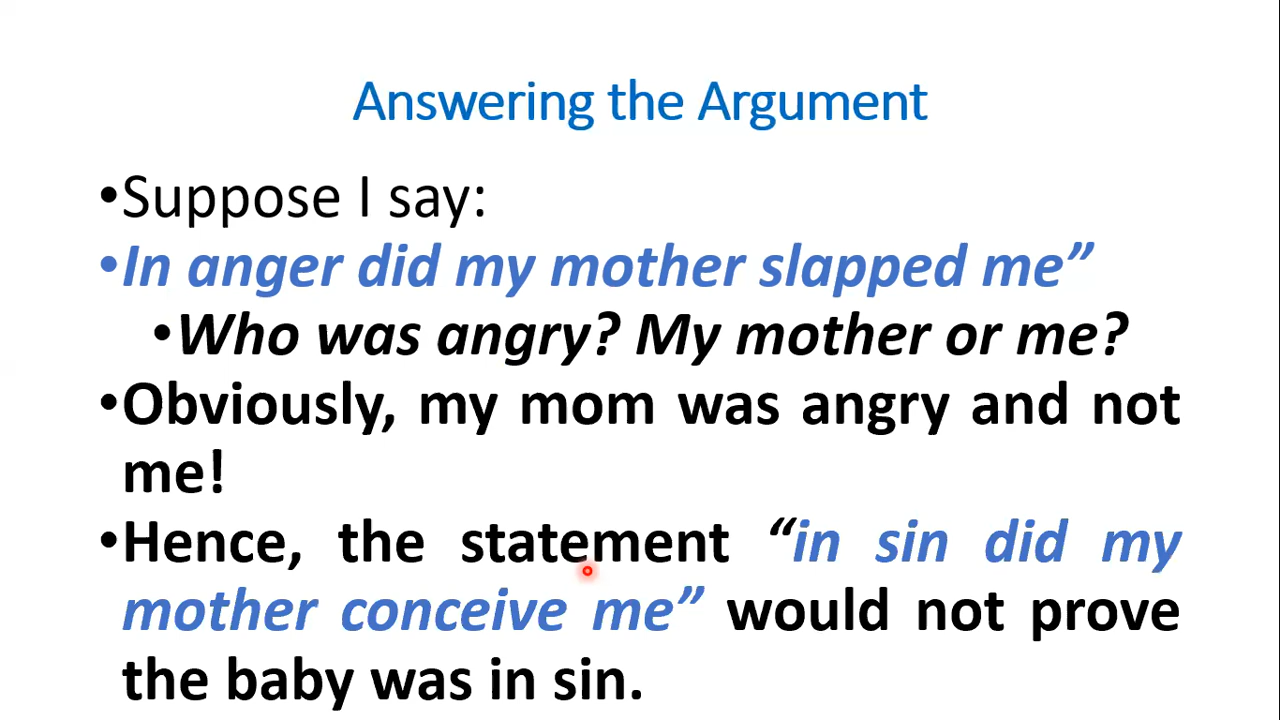 Answering the Argument
•Suppose I say:
•In anger did my mother slapped me”
•Who was angry? My mother or me?
•Obviously, my mom was angry and not
me!
•Hence, the statement “in sin did my
mother conceive me” would not prove
the baby was in sin.